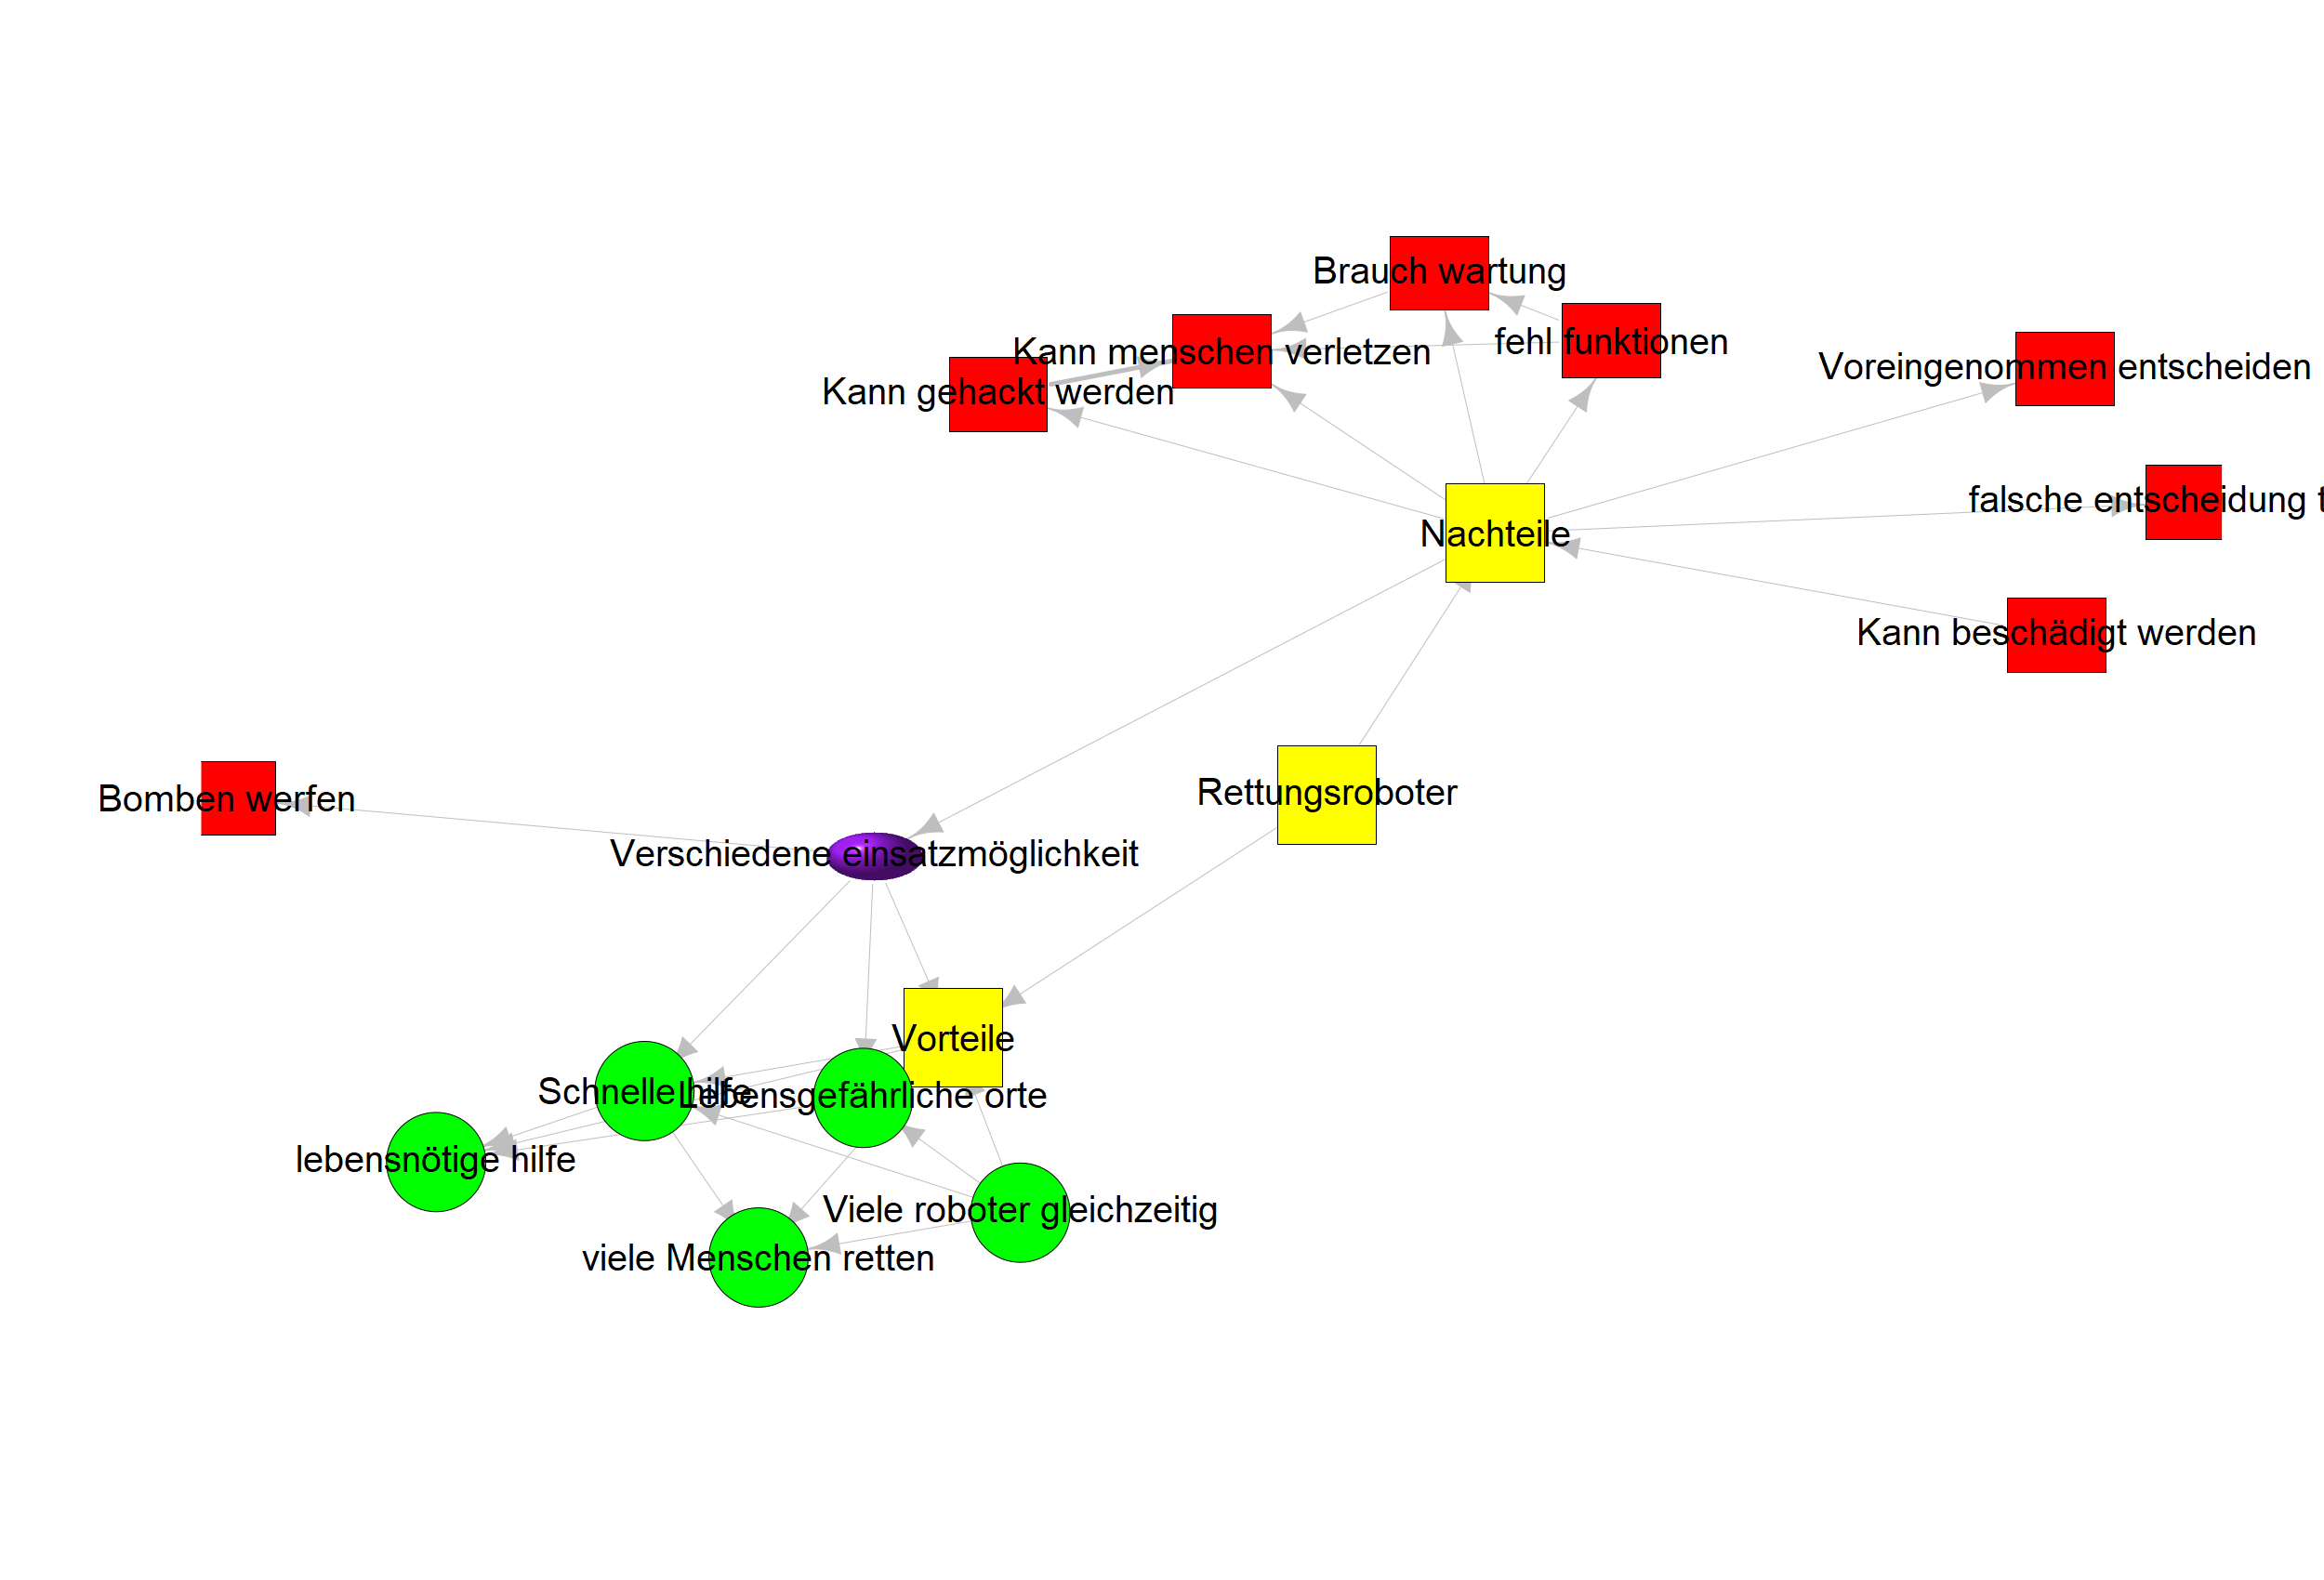 Brauch wartung
fehl funktionen
Kann menschen verletzen
Voreingenommen entscheiden
Kann gehackt werden
falsche entscheidung
Nachteile
Kann beschädigt werden
Rettungsroboter
Bomben werfen
Verschiedene einsatzmöglichkeit
Vorteile
Schnelle hilfe
Lebensgefährliche orte
lebensnötige hilfe
Viele roboter gleichzeitig
viele Menschen retten